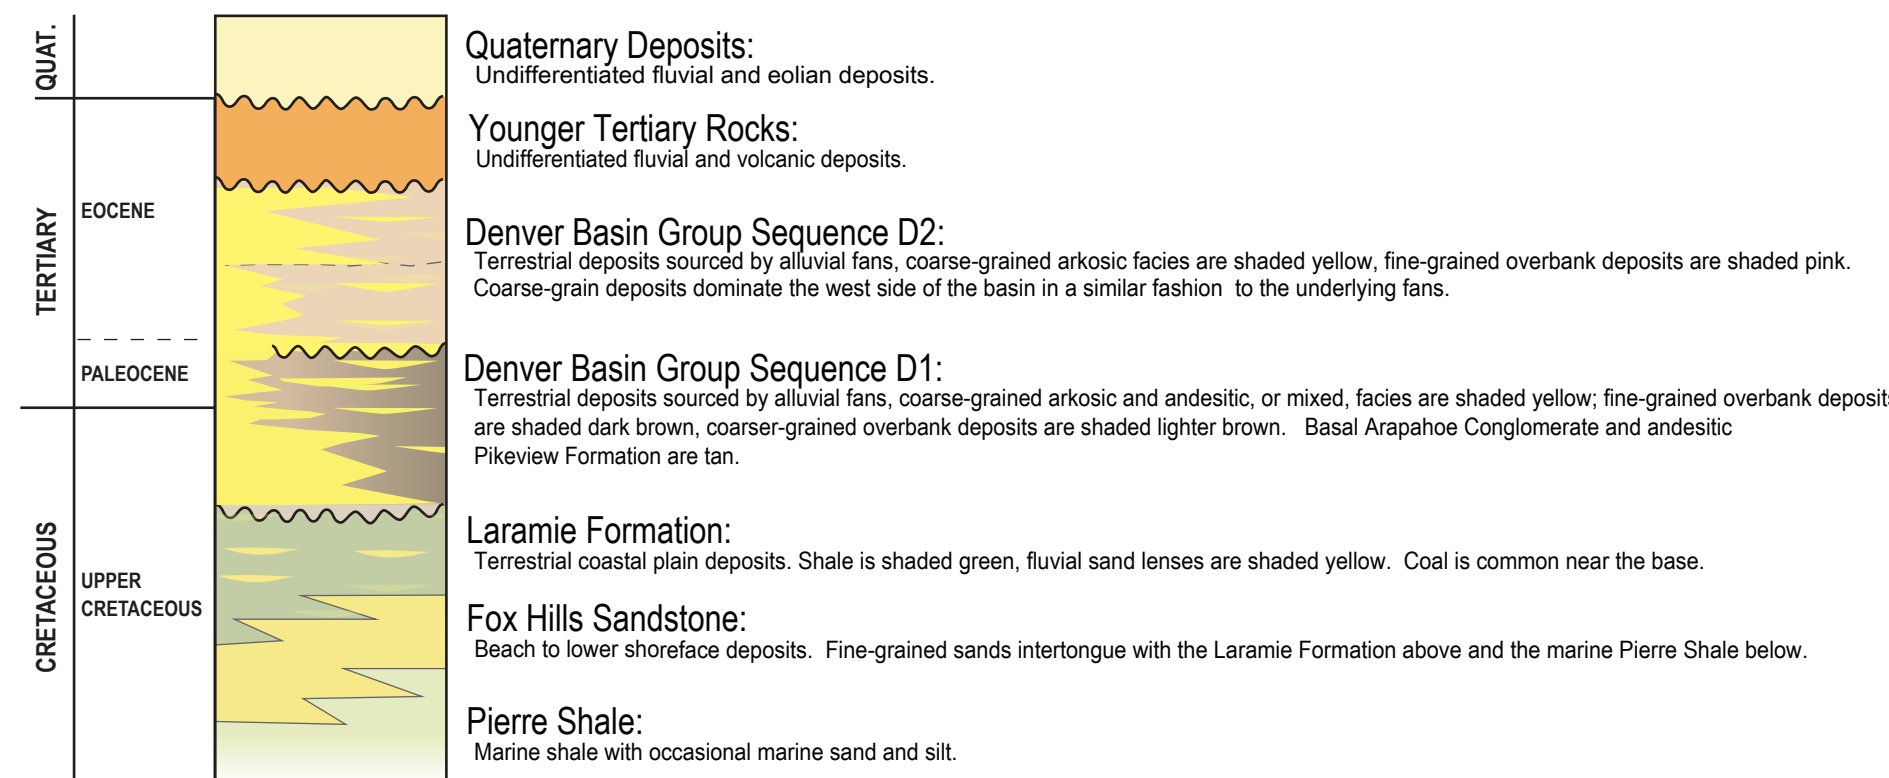 QUAT.
Quaternary Deposits:
Undifferentiated fluvial and eolian deposits.
Younger Tertiary Rocks:
Undifferentiated fluvial and volcanic deposits.
TERTIARY
EOCENE
Denver Basin Group Sequence D2:
Terrestrial deposits sourced by alluvial fans, coarse-grained arkosic facies are shaded yellow, fine-grained overbank deposits are shaded pink.
Coarse-grain deposits dominate the west side of the basin in a similar fashion to the underlying fans.
PALEOCENE
Denver Basin Group Sequence D1:
Terrestrial deposits sourced by alluvial fans, coarse-grained arkosic and andesitic, or mixed, facies are shaded yellow; fine-grained overbank deposits
are shaded dark brown, coarser-grained overbank deposits are shaded lighter brown. Basal Arapahoe Conglomerate and andesitic
Pikeview Formation are tan.
CRETACEOUS
UPPER
CRETACEOUS
Laramie Formation:
Terrestrial coastal plain deposits. Shale is shaded green, fluvial sand lenses are shaded yellow. Coal is common near the base.
Fox Hills Sandstone:
Beach to lower shoreface deposits. Fine-grained sands intertongue with the Laramie Formation above and the marine Pierre Shale below.
Pierre Shale:
Marine shale with occasional marine sand and silt.